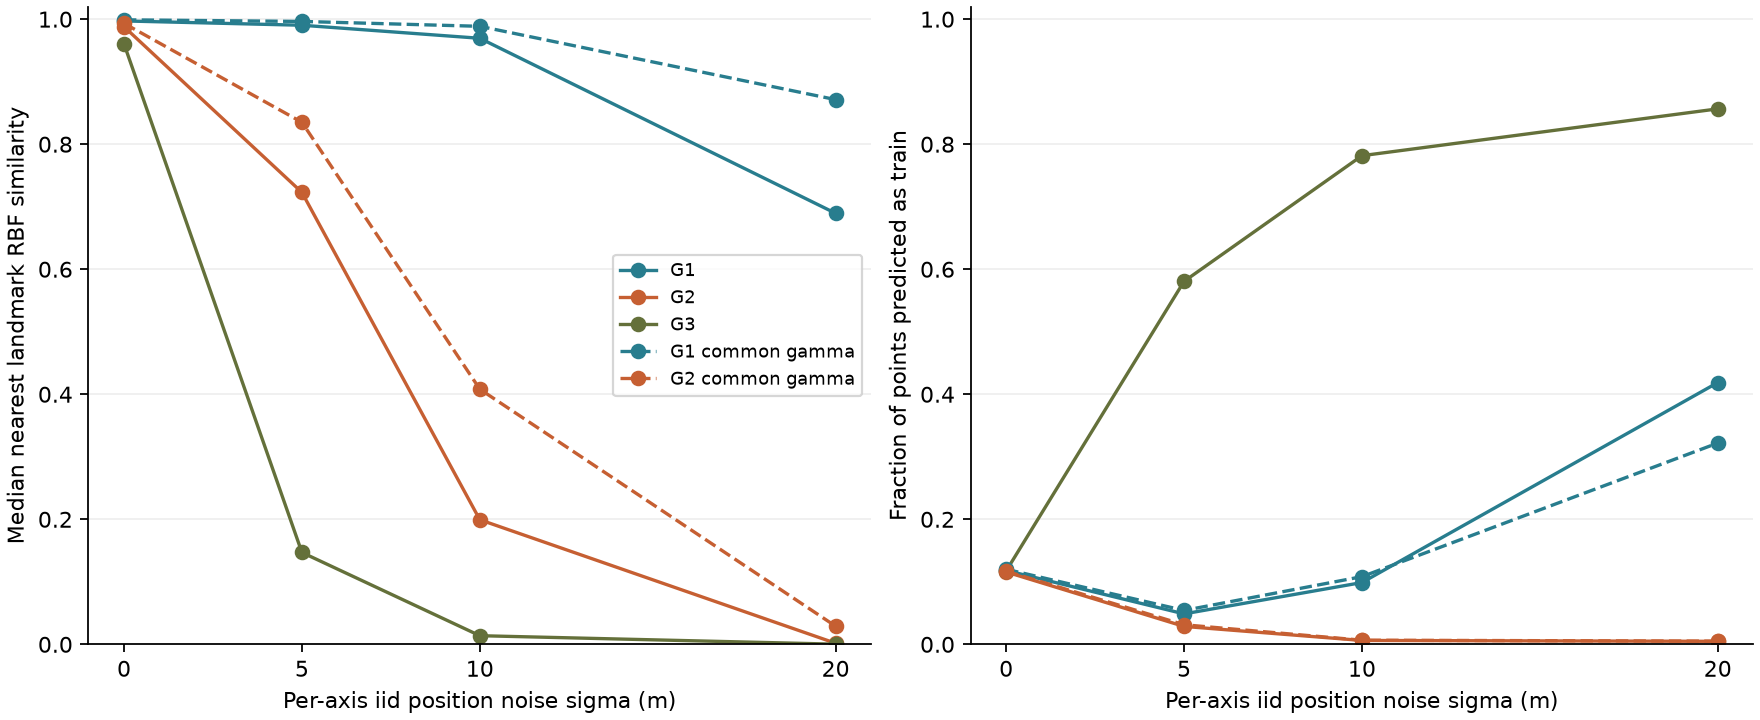 Median nearest landmark RBF similarity
1.0
0.8
0.6
0.4
0.2
0.0
0
5
10
20
Per-axis iid position noise sigma (m)
G1
G2
G3
G1 common gamma
G2 common gamma
Fraction of points predicted as train
1.0
0.8
0.6
0.4
0.2
0.0
0
5
10
20
Per-axis iid position noise sigma (m)